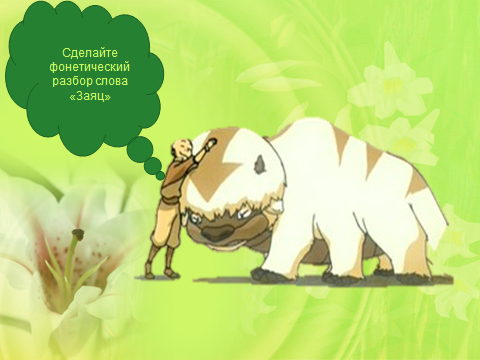 Сделайте
фонетический
разбор слова
«Заяц»